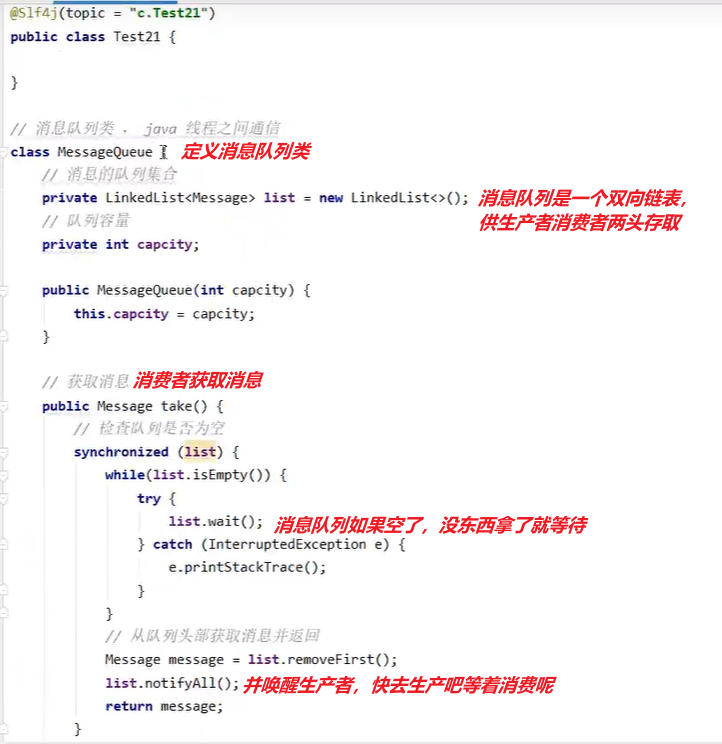 @Slf4j(topic = "c.Test21")
public class Test21 {
}
// 消息队列类 ， java 线程之间通信
class MessageQueue { 定义消息队列类
// 消息的队列集合
private LinkedList<Message> list = new LinkedList<>(); 消息队列是一个双向链表，
供生产者消费者两头存取
// 队列容量
private int capcity;
public MessageQueue(int capcity) {
this.capcity = capcity;
}
// 获取消息 消费者获取消息
public Message take() {
// 检查队列是否为空
synchronized (list) {
while(list.isEmpty()) {
try {
list.wait(); 消息队列如果空了，没东西拿了就等待
} catch (InterruptedException e) {
e.printStackTrace();
}
}
// 从队列头部获取消息并返回
Message message = list.removeFirst();
list.notifyAll(); 并唤醒生产者，快去生产吧等着消费呢
return message;
}